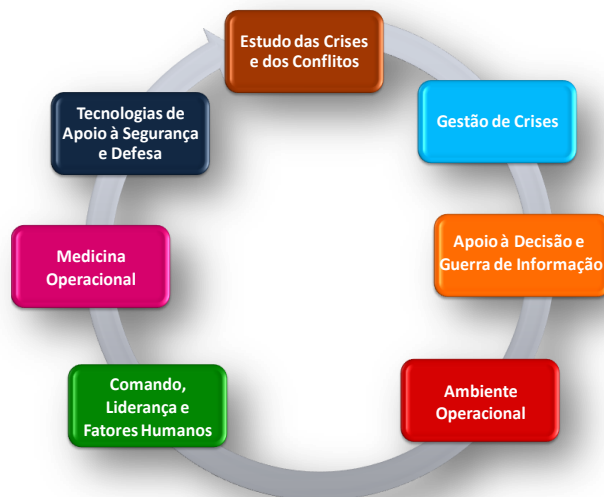 Estudo das Crises
e dos Conflitos
Gestão de Crises
Apoio à Decisão e
Guerra de Informação
Ambiente
Operacional
Comando,
Liderança e
Fatores Humanos
Medicina
Operacional
Tecnologias de
Apoio à Segurança
e Defesa